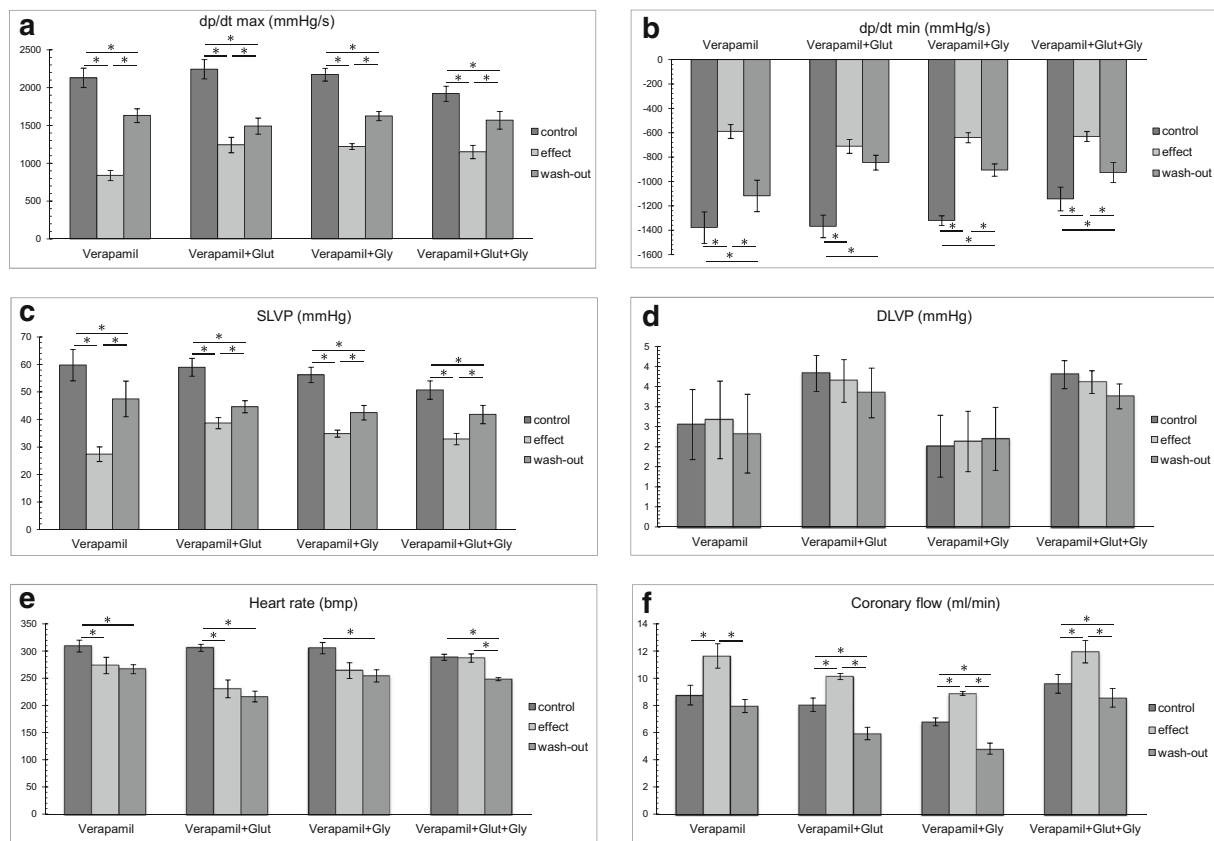 a
dp/dt max (mmHg/s)
2500
2000
1500
1000
500
0
* * *
* * *
* * *
* * *
control
effect
wash-out
Verapamil Verapamil+Glut Verapamil+Gly Verapamil+Glut+Gly
b
dp/dt min (mmHg/s)
Verapamil Verapamil+Glut Verapamil+Gly Verapamil+Glut+Gly
0
-200
-400
-600
-800
-1000
-1200
-1400
-1600
* * *
* *
* * *
* * *
control
effect
wash-out
c
SLVP (mmHg)
70
60
50
40
30
20
10
0
* * *
* * *
* * *
* * *
control
effect
wash-out
Verapamil Verapamil+Glut Verapamil+Gly Verapamil+Glut+Gly
d
DLVP (mmHg)
4
4
3
3
2
2
1
1
0
control
effect
wash-out
Verapamil Verapamil+Glut Verapamil+Gly Verapamil+Glut+Gly
e
Heart rate (bmp)
350
300
250
200
150
100
50
0
* *
* *
*
* *
control
effect
wash-out
Verapamil Verapamil+Glut Verapamil+Gly Verapamil+Glut+Gly
f
Coronary flow (ml/min)
14
12
10
8
6
4
2
0
* *
* * *
* * *
* * *
control
effect
wash-out
Verapamil Verapamil+Glut Verapamil+Gly Verapamil+Glut+Gly